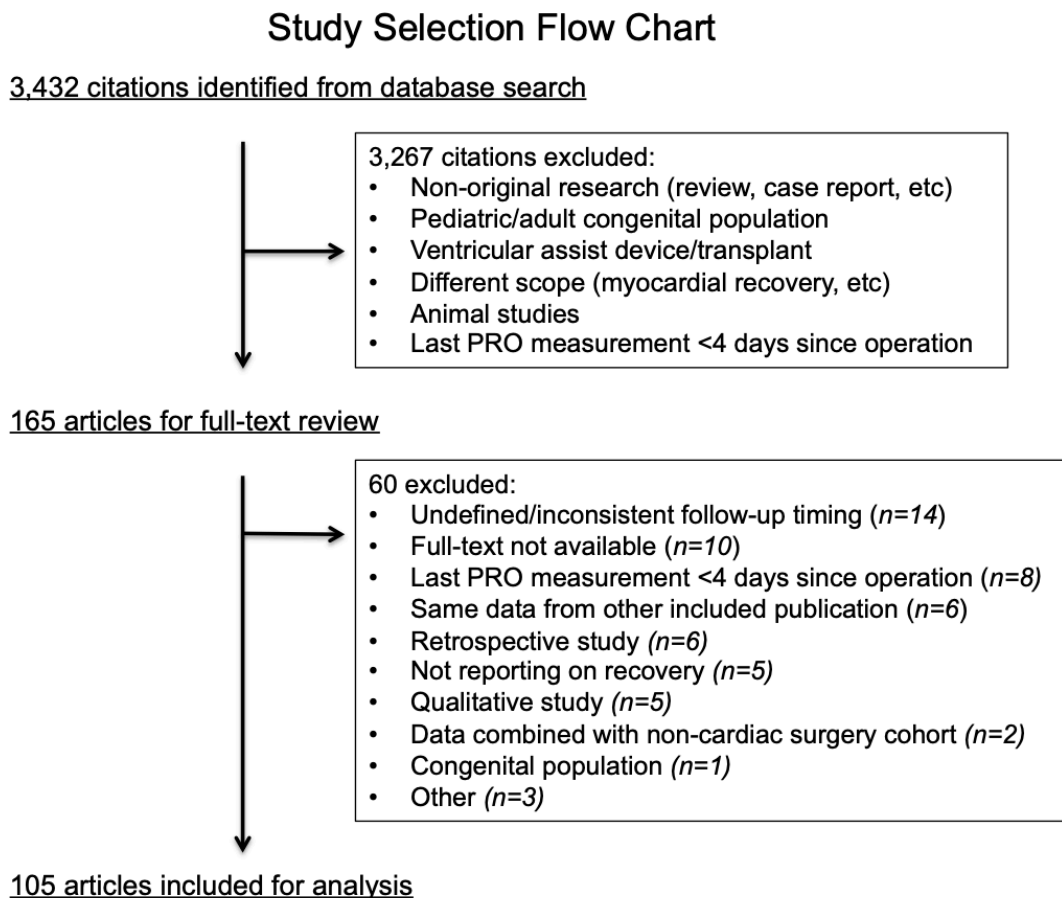 Study Selection Flow Chart
3,432 citations identified from database search
3,267 citations excluded:
• Non-original research (review, case report, etc)
• Pediatric/adult congenital population
• Ventricular assist device/transplant
• Different scope (myocardial recovery, etc)
• Animal studies
• Last PRO measurement <4 days since operation
165 articles for full-text review
60 excluded:
• Undefined/inconsistent follow-up timing (n=14)
• Full-text not available (n=10)
• Last PRO measurement <4 days since operation (n=8)
• Same data from other included publication (n=6)
• Retrospective study (n=6)
• Not reporting on recovery (n=5)
• Qualitative study (n=5)
• Data combined with non-cardiac surgery cohort (n=2)
• Congenital population (n=1)
• Other (n=3)
105 articles included for analysis